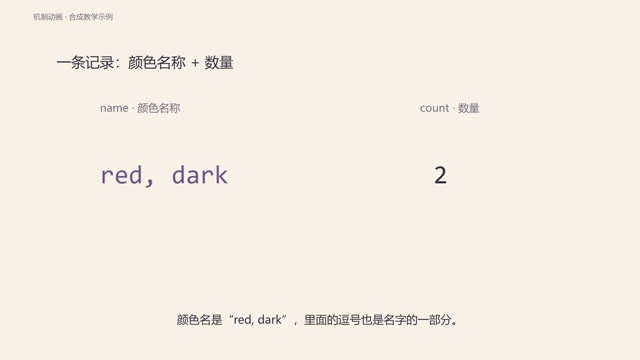 机制动画 · 合成教学示例
一条记录：颜色名称 + 数量
name · 颜色名称
count · 数量
red, dark
2
颜色名是“red, dark”，里面的逗号也是名字的一部分。